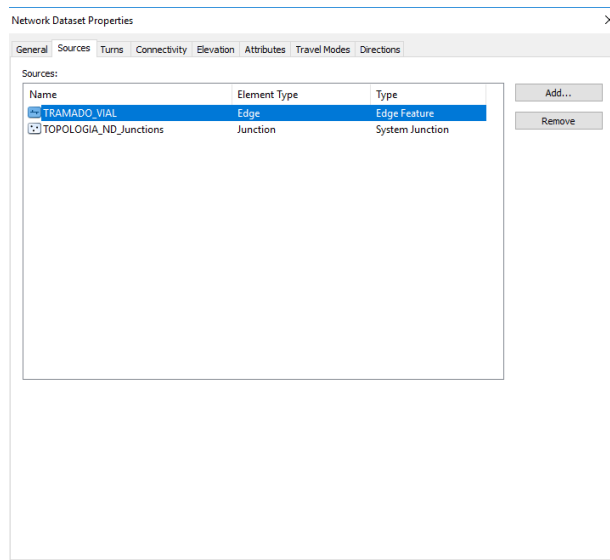 Network Dataset Properties
General Sources Turns Connectivity Elevation Attributes Travel Modes Directions
Sources:
Name Element Type Type Add...
TRAMADO_VIAL Edge Edge Feature Remove
TOPOLOGIA_ND_Junctions Junction System Junction